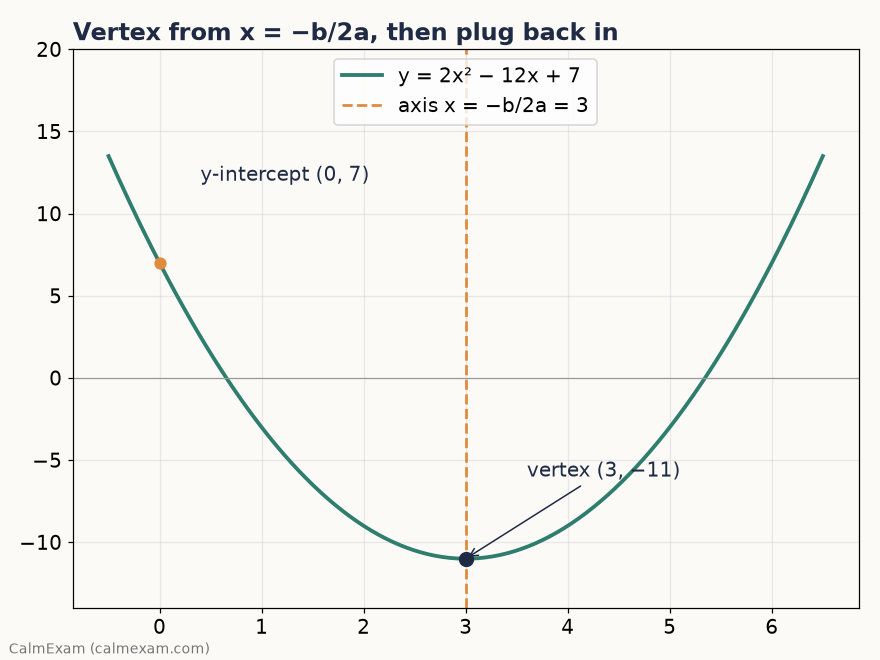 Vertex from x = −b/2a, then plug back in
y = 2x² − 12x + 7
axis x = −b/2a = 3
20
15
y-intercept (0, 7)
10
5
0
−5
vertex (3, −11)
−10
0 1 2 3 4 5 6
CalmExam (calmexam.com)